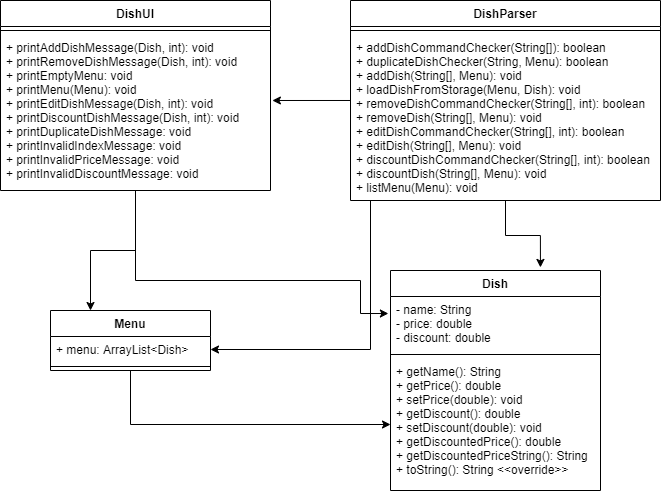 DishUI
+ printAddDishMessage(Dish, int): void
+ printRemoveDishMessage(Dish, int): void
+ printEmptyMenu: void
+ printMenu(Menu): void
+ printEditDishMessage(Dish, int): void
+ printDiscountDishMessage(Dish, int): void
+ printDuplicateDishMessage: void
+ printInvalidIndexMessage: void
+ printInvalidPriceMessage: void
+ printInvalidDiscountMessage: void
DishParser
+ addDishCommandChecker(String[]): boolean
+ duplicateDishChecker(String, Menu): boolean
+ addDish(String[], Menu): void
+ loadDishFromStorage(Menu, Dish): void
+ removeDishCommandChecker(String[], int): boolean
+ removeDish(String[], Menu): void
+ editDishCommandChecker(String[], int): boolean
+ editDish(String[], Menu): void
+ discountDishCommandChecker(String[], int): boolean
+ discountDish(String[], Menu): void
+ listMenu(Menu): void
Menu
+ menu: ArrayList<Dish>
Dish
- name: String
- price: double
- discount: double
+ getName(): String
+ getPrice(): double
+ setPrice(double): void
+ getDiscount(): double
+ setDiscount(double): void
+ getDiscountedPrice(): double
+ getDiscountedPriceString(): String
+ toString(): String <<override>>